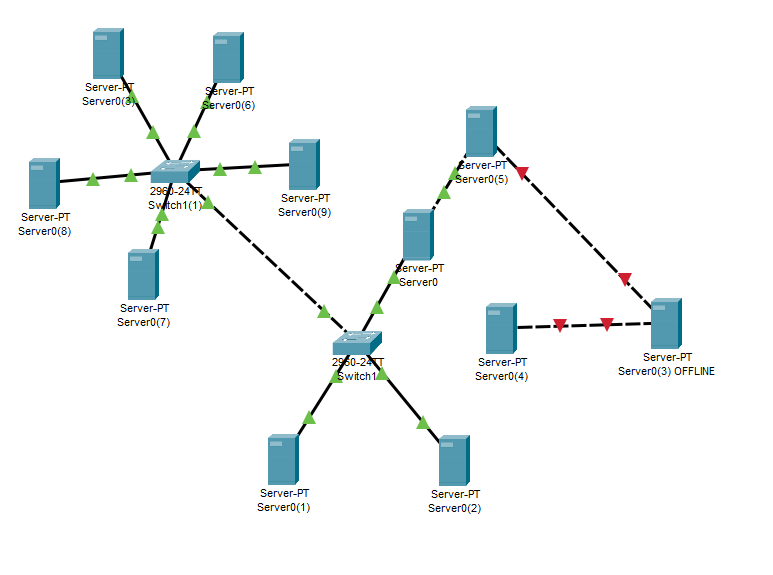 Server-PT
Server0(3)
Server-PT
Server0(6)
Server-PT
Server0(5)
2960-24TT
Switch1(1)
Server-PT
Server0(9)
Server-PT
Server0(8)
Server-PT
Server0
Server-PT
Server0(7)
2960-24TT
Switch1
Server-PT
Server0(4)
Server-PT
Server0(3) OFFLINE
Server-PT
Server0(1)
Server-PT
Server0(2)